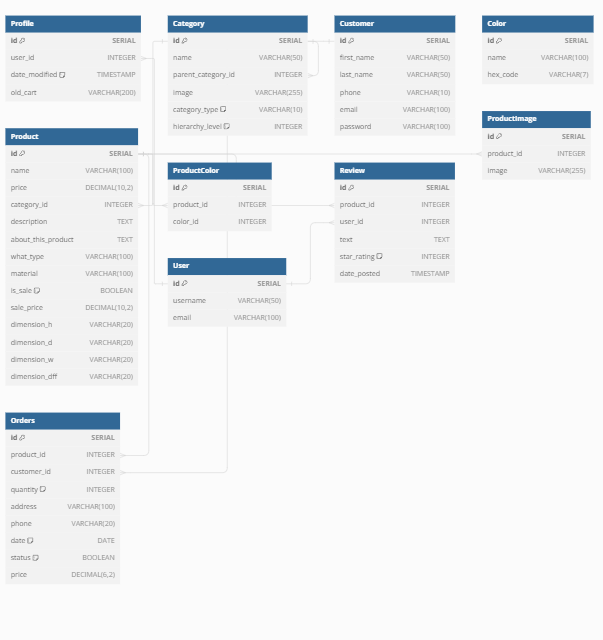 Profile
id SERIAL
user_id INTEGER
date_modified TIMESTAMP
old_cart VARCHAR(200)
Category
id SERIAL
name VARCHAR(50)
parent_category_id INTEGER
image VARCHAR(255)
category_type VARCHAR(10)
hierarchy_level INTEGER
Customer
id SERIAL
first_name VARCHAR(50)
last_name VARCHAR(50)
phone VARCHAR(10)
email VARCHAR(100)
password VARCHAR(100)
Color
id SERIAL
name VARCHAR(100)
hex_code VARCHAR(7)
ProductImage
id SERIAL
product_id INTEGER
image VARCHAR(255)
Product
id SERIAL
name VARCHAR(100)
price DECIMAL(10,2)
category_id INTEGER
description TEXT
about_this_product TEXT
what_type VARCHAR(100)
material VARCHAR(100)
is_sale BOOLEAN
sale_price DECIMAL(10,2)
dimension_h VARCHAR(20)
dimension_d VARCHAR(20)
dimension_w VARCHAR(20)
dimension_dff VARCHAR(20)
ProductColor
id SERIAL
product_id INTEGER
color_id INTEGER
Review
id SERIAL
product_id INTEGER
user_id INTEGER
text TEXT
star_rating INTEGER
date_posted TIMESTAMP
User
id SERIAL
username VARCHAR(50)
email VARCHAR(100)
Orders
id SERIAL
product_id INTEGER
customer_id INTEGER
quantity INTEGER
address VARCHAR(100)
phone VARCHAR(20)
date DATE
status BOOLEAN
price DECIMAL(6,2)